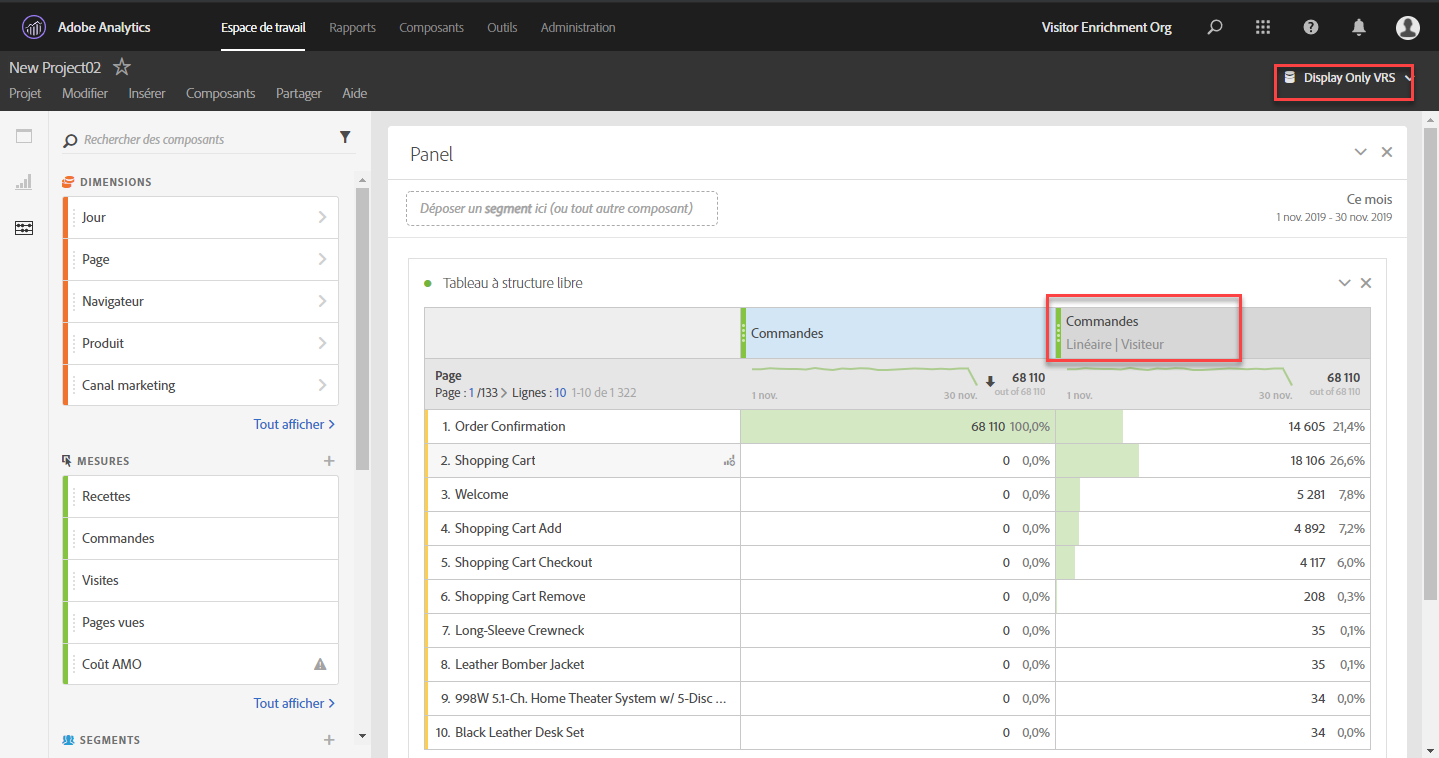 Adobe Analytics Espace de travail Rapports Composants Outils Administration Visitor Enrichment Org
New Project02
Display Only VRS
Projet Modifier Insérer Composants Partager Aide
Rechercher des composants
DIMENSIONS
Jour
Page
Navigateur
Produit
Canal marketing
Tout afficher
MESURES
Recettes
Commandes
Visites
Pages vues
Coût AMO
Tout afficher
SEGMENTS
Panel
Déposer un segment ici (ou tout autre composant)
Ce mois
1 nov. 2019 - 30 nov. 2019
Tableau à structure libre
Commandes
Commandes
Linéaire | Visiteur
Page
Page : 1 /133 Lignes : 10 1-10 de 1 322
1 nov. 30 nov. 68 110 out of 68 110
1 nov. 30 nov. 68 110 out of 68 110
1. Order Confirmation 68 110 100,0% 14 605 21,4%
2. Shopping Cart 0 0,0% 18 106 26,6%
3. Welcome 0 0,0% 5 281 7,8%
4. Shopping Cart Add 0 0,0% 4 892 7,2%
5. Shopping Cart Checkout 0 0,0% 4 117 6,0%
6. Shopping Cart Remove 0 0,0% 208 0,3%
7. Long-Sleeve Crewneck 0 0,0% 35 0,1%
8. Leather Bomber Jacket 0 0,0% 35 0,1%
9. 998W 5.1-Ch. Home Theater System w/ 5-Disc ... 0 0,0% 34 0,0%
10. Black Leather Desk Set 0 0,0% 34 0,0%